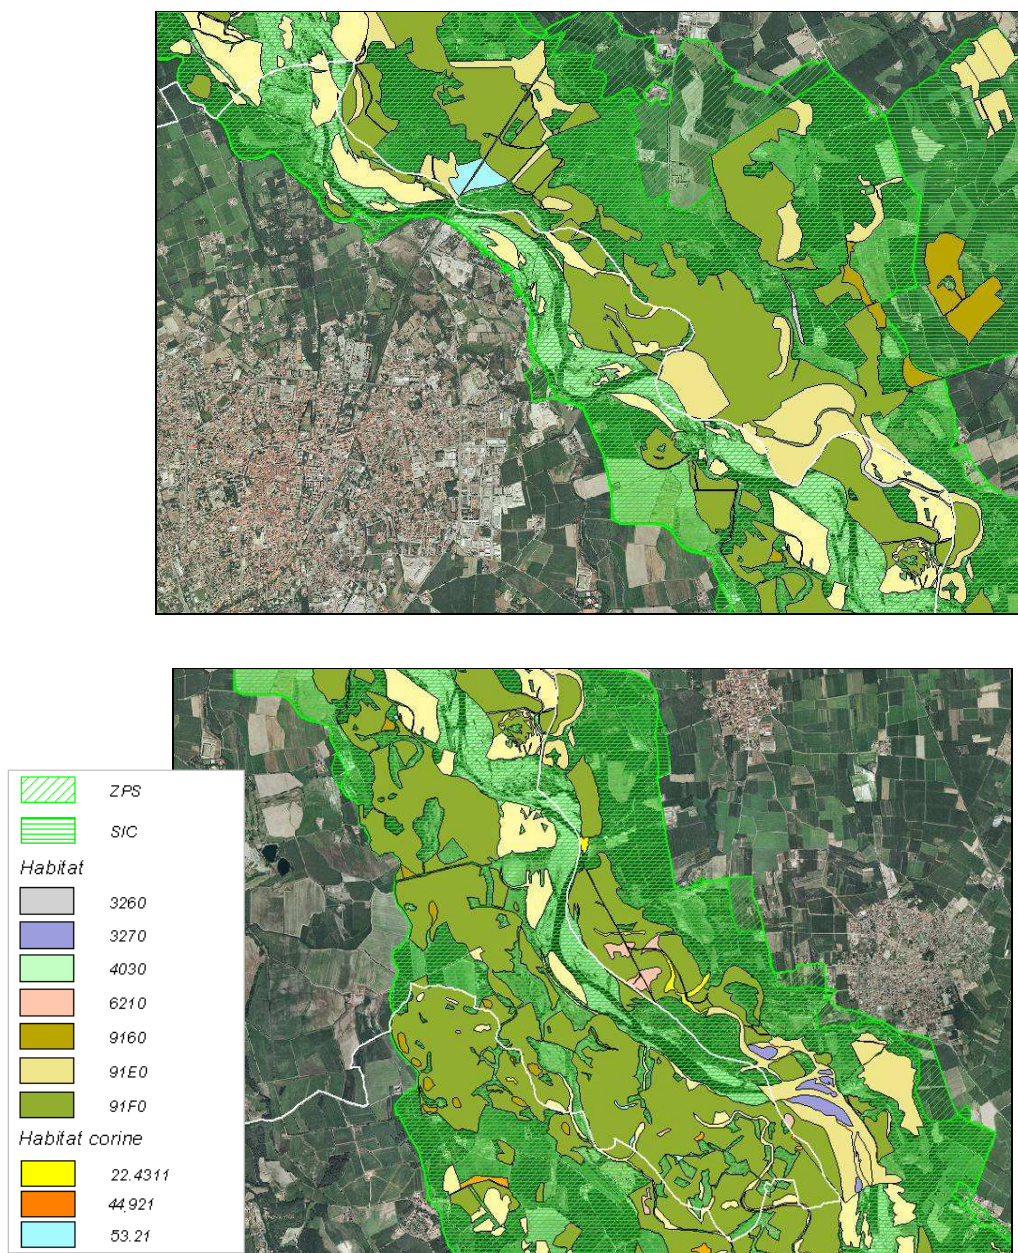 ZPS
SIC
Habitat
3260
3270
4030
6210
9160
91E0
91F0
Habitat corine
22.4311
44.921
53.21